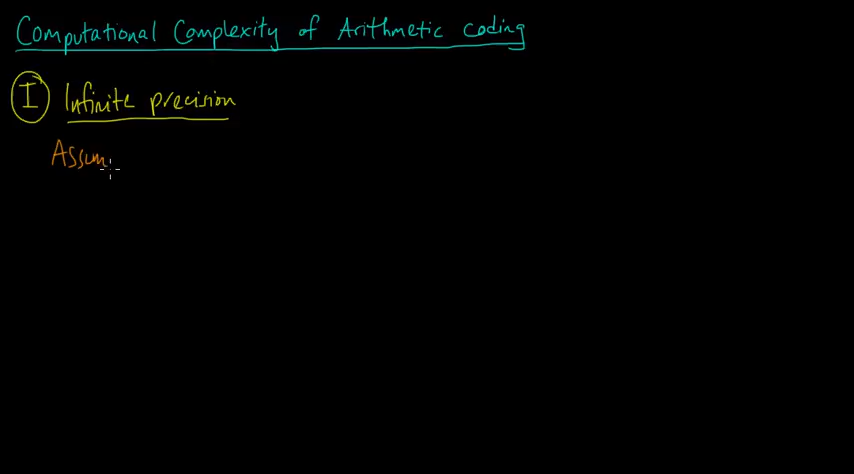 Computational Complexity of Arithmetic coding
I Infinite precision
Assum